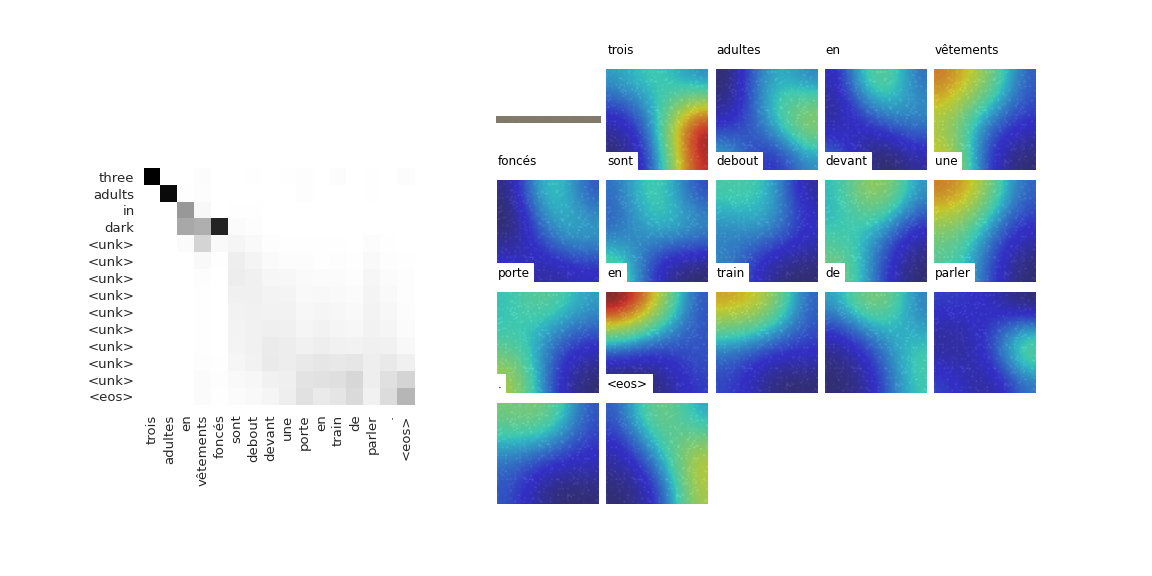 trois adultes en vêtements
foncés sont debout devant une
porte en train de parler
. <eos>
three
adults
in
dark
<unk>
<unk>
<unk>
<unk>
<unk>
<unk>
<unk>
<unk>
<unk>
<eos>
trois
adultes
en
vêtements
foncés
sont
debout
devant
une
porte
en
train
de
parler
.
<eos>